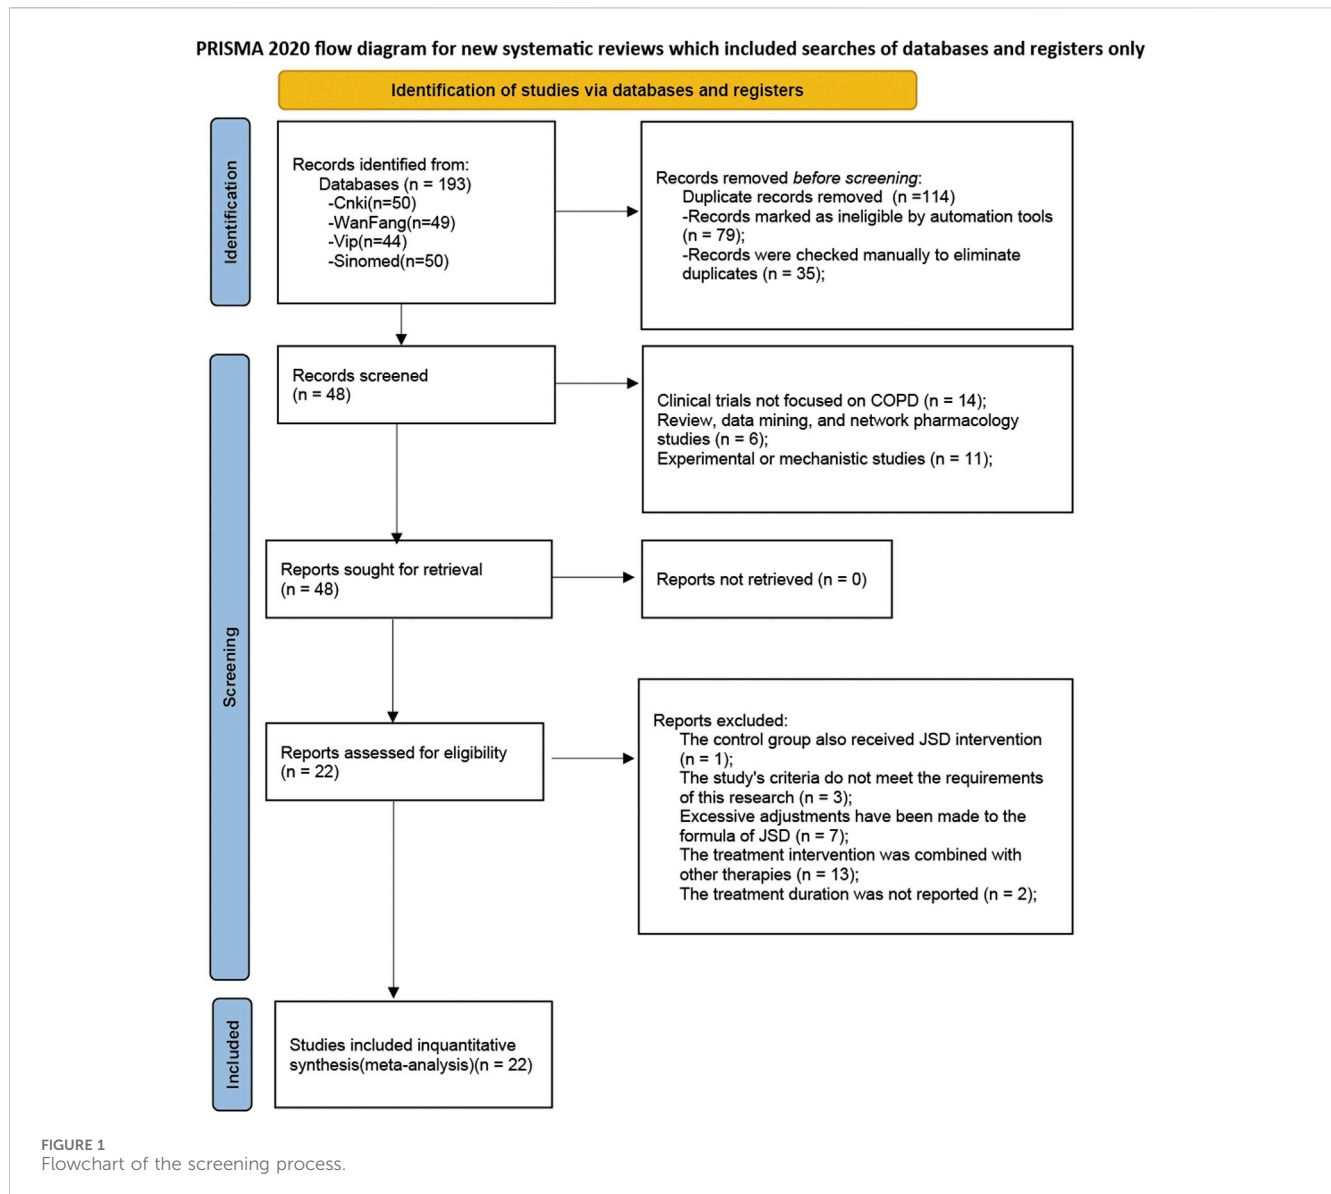 PRISMA 2020 flow diagram for new systematic reviews which included searches of databases and registers only
Identification of studies via databases and registers
Identification
Records identified from:
Databases (n = 193)
-Cnki(n=50)
-WanFang(n=49)
-Vip(n=44)
-Sinomed(n=50)
Records removed before screening:
Duplicate records removed (n =114)
-Records marked as ineligible by automation tools
(n = 79);
-Records were checked manually to eliminate
duplicates (n = 35);
Screening
Records screened
(n = 48)
Clinical trials not focused on COPD (n = 14);
Review, data mining, and network pharmacology
studies (n = 6);
Experimental or mechanistic studies (n = 11);
Reports sought for retrieval
(n = 48)
Reports not retrieved (n = 0)
Reports assessed for eligibility
(n = 22)
Reports excluded:
The control group also received JSD intervention
(n = 1);
The study's criteria do not meet the requirements
of this research (n = 3);
Excessive adjustments have been made to the
formula of JSD (n = 7);
The treatment intervention was combined with
other therapies (n = 13);
The treatment duration was not reported (n = 2);
Included
Studies included inquantitative
synthesis(meta-analysis)(n = 22)
FIGURE 1
Flowchart of the screening process.